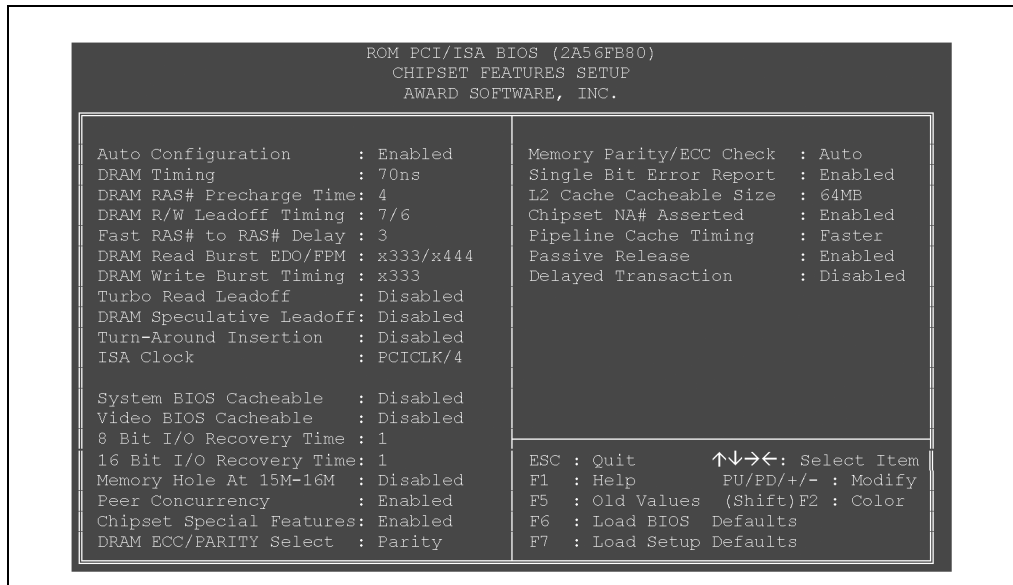 ROM PCI/ISA BIOS (2A56FB80)
CHIPSET FEATURES SETUP
AWARD SOFTWARE, INC.
Auto Configuration : Enabled
DRAM Timing : 70ns
DRAM RAS# Precharge Time: 4
DRAM R/W Leadoff Timing : 7/6
Fast RAS# to RAS# Delay : 3
DRAM Read Burst EDO/FPM : x333/x444
DRAM Write Burst Timing : x333
Turbo Read Leadoff : Disabled
DRAM Speculative Leadoff: Disabled
Turn-Around Insertion : Disabled
ISA Clock : PCICLK/4
System BIOS Cacheable : Disabled
Video BIOS Cacheable : Disabled
8 Bit I/O Recovery Time : 1
16 Bit I/O Recovery Time: 1
Memory Hole At 15M-16M : Disabled
Peer Concurrency : Enabled
Chipset Special Features: Enabled
DRAM ECC/PARITY Select : Parity
Memory Parity/ECC Check : Auto
Single Bit Error Report : Enabled
L2 Cache Cacheable Size : 64MB
Chipset NA# Asserted : Enabled
Pipeline Cache Timing : Faster
Passive Release : Enabled
Delayed Transaction : Disabled
ESC : Quit ↑↓→←: Select Item
F1 : Help PU/PD/+/- : Modify
F5 : Old Values (Shift)F2 : Color
F6 : Load BIOS Defaults
F7 : Load Setup Defaults